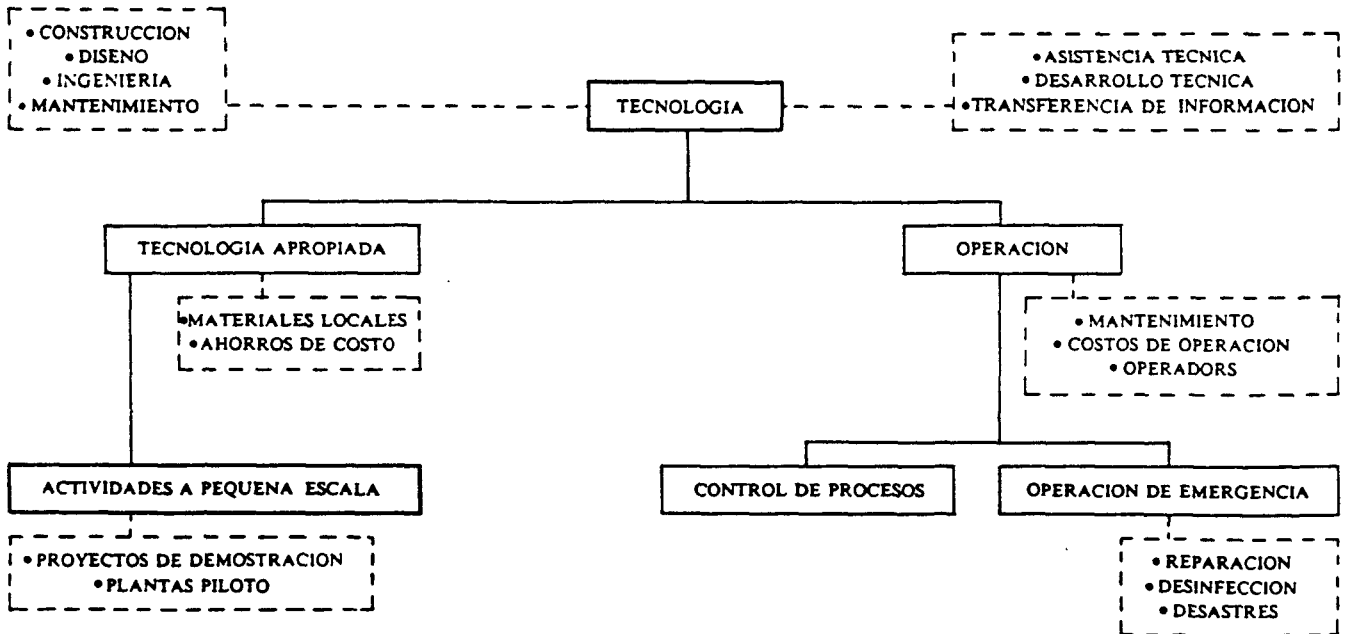 • CONSTRUCCION
• DISENO
• INGENIERIA
• MANTENIMIENTO
TECNOLOGIA
• ASISTENCIA TECNICA
• DESARROLLO TECNICA
• TRANSFERENCIA DE INFORMACION
TECNOLOGIA APROPIADA
• MATERIALES LOCALES
• AHORROS DE COSTO
OPERACION
• MANTENIMIENTO
• COSTOS DE OPERACION
• OPERADORS
ACTIVIDADES A PEQUENA ESCALA
• PROYECTOS DE DEMOSTRACION
• PLANTAS PILOTO
CONTROL DE PROCESOS
OPERACION DE EMERGENCIA
• REPARACION
• DESINFECCION
• DESASTRES